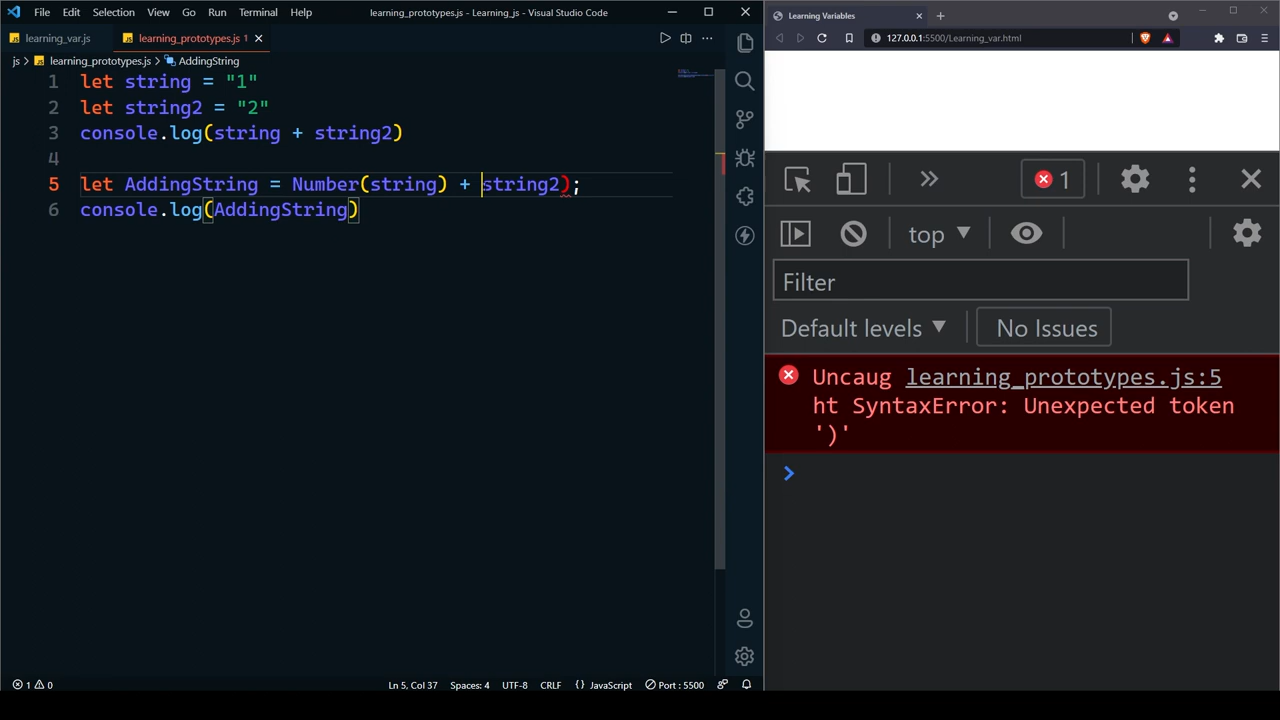 File Edit Selection View Go Run Terminal Help learning_prototypes.js - Learning_js - Visual Studio Code
learning_var.js learning_prototypes.js 1
js > learning_prototypes.js > AddingString
1 let string = "1"
2 let string2 = "2"
3 console.log(string + string2)
4
5 let AddingString = Number(string) + string2);
6 console.log(AddingString)
1 0 Ln 5, Col 37 Spaces: 4 UTF-8 CRLF {} JavaScript Port : 5500
Learning Variables
127.0.0.1:5500/Learning_var.html
1
top
Filter
Default levels No Issues
Uncaug learning_prototypes.js:5
ht SyntaxError: Unexpected token
')'